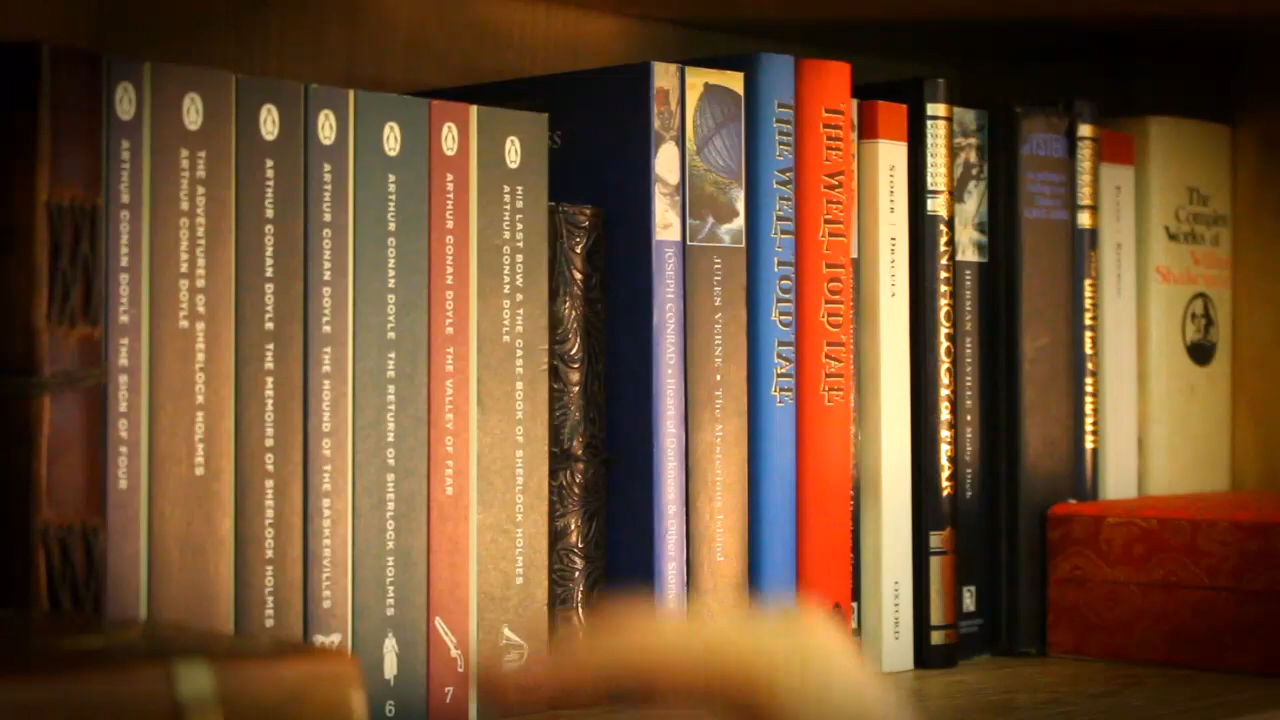 ARTHUR CONAN DOYLE THE SIGN OF FOUR
THE ADVENTURES OF SHERLOCK HOLMES
ARTHUR CONAN DOYLE
ARTHUR CONAN DOYLE THE MEMOIRS OF SHERLOCK HOLMES
ARTHUR CONAN DOYLE THE HOUND OF THE BASKERVILLES
ARTHUR CONAN DOYLE THE RETURN OF SHERLOCK HOLMES
6
ARTHUR CONAN DOYLE THE VALLEY OF FEAR
7
HIS LAST BOW & THE CASE-BOOK OF SHERLOCK HOLMES
ARTHUR CONAN DOYLE
SS
JOSEPH CONRAD • Heart of Darkness & Other Stories
JULES VERNE • The Mysterious Island
THE WELL TOLD TALE
THE WELL TOLD TALE
STOKER | DRACULA
OXFORD
ANTHOLOGY of FEAR
HERMAN MELVILLE • Moby Dick
The
Complete
Works of
William
Shakespeare